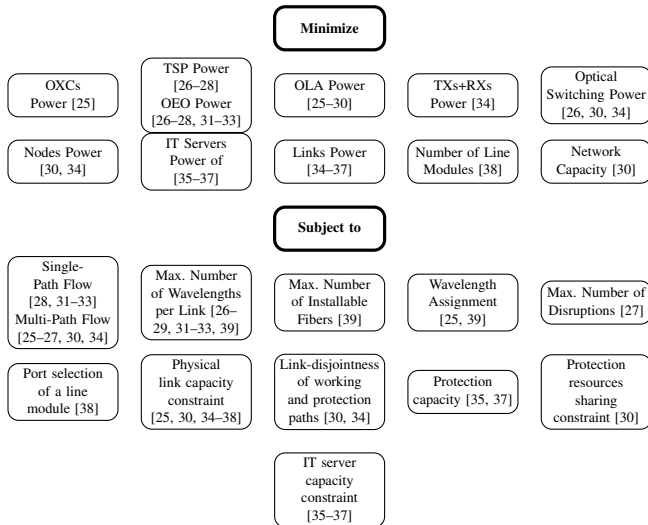 Minimize
OXCs
Power [25]
TSP Power
[26–28]
OEO Power
[26–28, 31–33]
OLA Power
[25–30]
TXs+RXs
Power [34]
Optical
Switching Power
[26, 30, 34]
Nodes Power
[30, 34]
IT Servers
Power of
[35–37]
Links Power
[34–37]
Number of Line
Modules [38]
Network
Capacity [30]
Subject to
Single-
Path Flow
[28, 31–33]
Multi-Path Flow
[25–27, 30, 34]
Max. Number
of Wavelengths
per Link [26–
29, 31–33, 39]
Max. Number
of Installable
Fibers [39]
Wavelength
Assignment
[25, 39]
Max. Number of
Disruptions [27]
Port selection
of a line
module [38]
Physical
link capacity
constraint
[25, 30, 34–38]
Link-disjointness
of working
and protection
paths [30, 34]
Protection
capacity [35, 37]
Protection
resources
sharing
constraint [30]
IT server
capacity
constraint
[35–37]